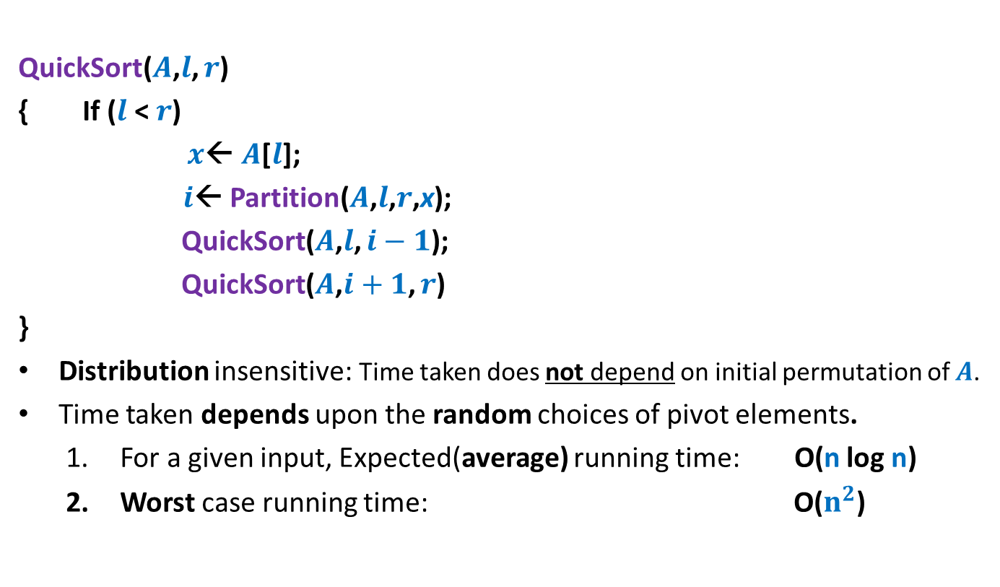 QuickSort(A,l, r)
{ If (l < r)
x← A[l];
i← Partition(A,l,r,x);
QuickSort(A,l, i − 1);
QuickSort(A,i + 1, r)
}
• Distribution insensitive: Time taken does not depend on initial permutation of A.
• Time taken depends upon the random choices of pivot elements.
1. For a given input, Expected(average) running time: O(n log n)
2. Worst case running time: O(n²)